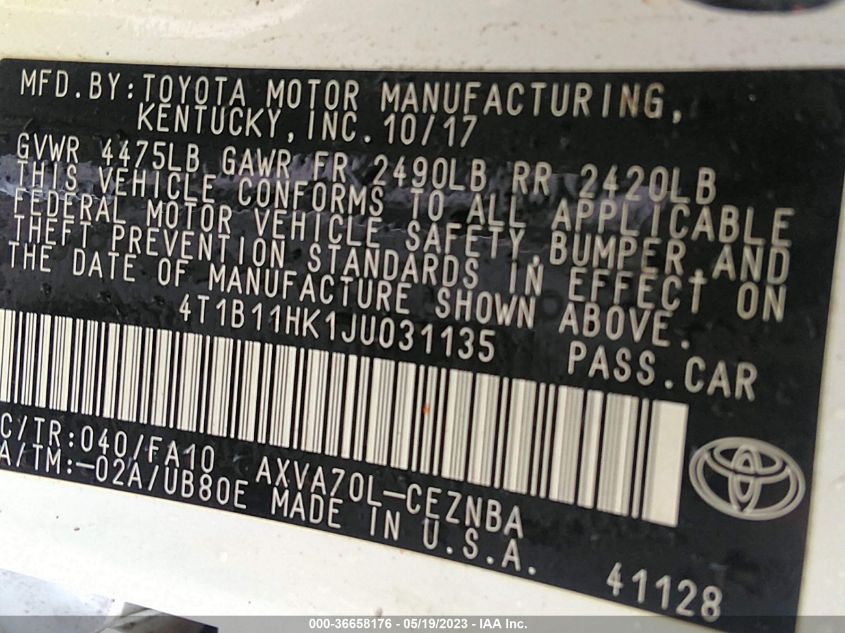 MFD.BY:TOYOTA MOTOR MANUFACTURING,
KENTUCKY,INC.10/17
GVWR 4475LB GAWR FR 2490LB RR 2420LB
THIS VEHICLE CONFORMS TO ALL APPLICABLE
FEDERAL MOTOR VEHICLE SAFETY,BUMPER,AND
THEFT PREVENTION STANDARDS IN EFFECT ON
THE DATE OF MANUFACTURE SHOWN ABOVE.
4T1B11HK1JU031135 PASS.CAR
C/TR:040/FA10 AXVA70L-CEZNBA
A/TM:-02A/UB80E MADE IN U.S.A.
41128
000-36658176 - 05/19/2023 - IAA Inc.